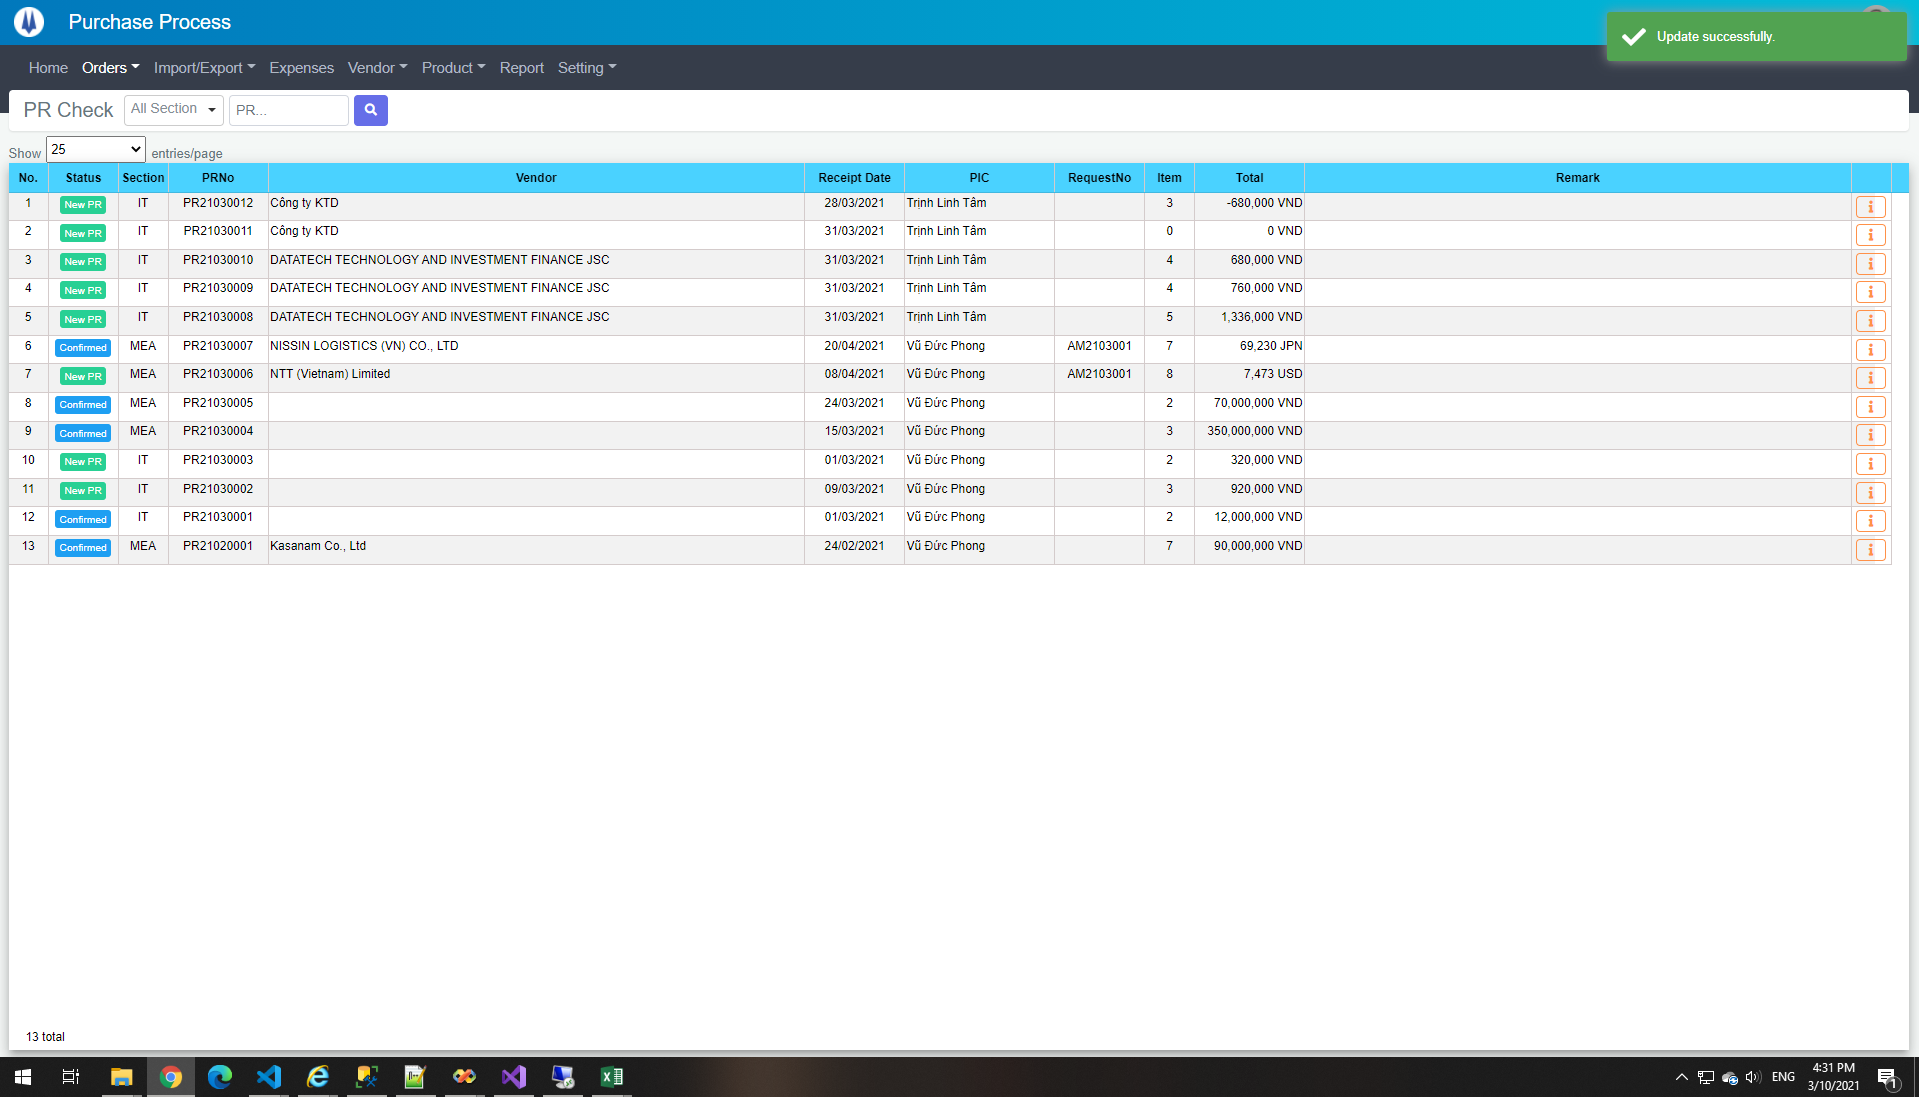 Purchase Process
Update successfully.
Home Orders Import/Export Expenses Vendor Product Report Setting
PR Check All Section PR...
Show 25 entries/page
No. Status Section PRNo Vendor Receipt Date PIC RequestNo Item Total Remark
1 New PR IT PR21030012 Công ty KTD 28/03/2021 Trịnh Linh Tâm 3 -680,000 VND
2 New PR IT PR21030011 Công ty KTD 31/03/2021 Trịnh Linh Tâm 0 0 VND
3 New PR IT PR21030010 DATATECH TECHNOLOGY AND INVESTMENT FINANCE JSC 31/03/2021 Trịnh Linh Tâm 4 680,000 VND
4 New PR IT PR21030009 DATATECH TECHNOLOGY AND INVESTMENT FINANCE JSC 31/03/2021 Trịnh Linh Tâm 4 760,000 VND
5 New PR IT PR21030008 DATATECH TECHNOLOGY AND INVESTMENT FINANCE JSC 31/03/2021 Trịnh Linh Tâm 5 1,336,000 VND
6 Confirmed MEA PR21030007 NISSIN LOGISTICS (VN) CO., LTD 20/04/2021 Vũ Đức Phong AM2103001 7 69,230 JPN
7 New PR MEA PR21030006 NTT (Vietnam) Limited 08/04/2021 Vũ Đức Phong AM2103001 8 7,473 USD
8 Confirmed MEA PR21030005 24/03/2021 Vũ Đức Phong 2 70,000,000 VND
9 Confirmed MEA PR21030004 15/03/2021 Vũ Đức Phong 3 350,000,000 VND
10 New PR IT PR21030003 01/03/2021 Vũ Đức Phong 2 320,000 VND
11 New PR IT PR21030002 09/03/2021 Vũ Đức Phong 3 920,000 VND
12 Confirmed IT PR21030001 01/03/2021 Vũ Đức Phong 2 12,000,000 VND
13 Confirmed MEA PR21020001 Kasanam Co., Ltd 24/02/2021 Vũ Đức Phong 7 90,000,000 VND
13 total
ENG 4:31 PM
3/10/2021 1